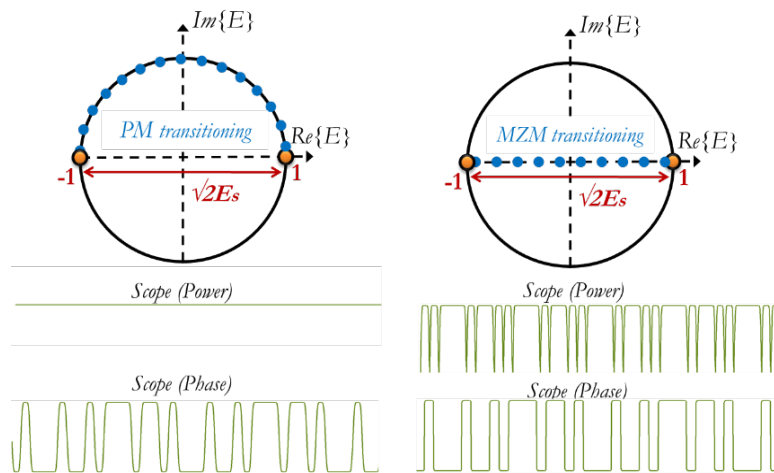 Im{E}
PM transitioning
Re{E}
-1
1
√2Es
Scope (Power)
Scope (Phase)
Im{E}
MZM transitioning
Re{E}
-1
1
√2Es
Scope (Power)
Scope (Phase)